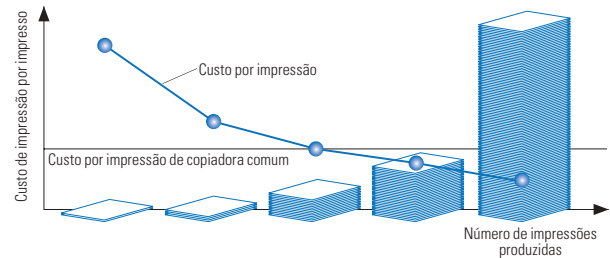 Custo de impressão por impresso
Custo por impressão
Custo por impressão de copiadora comum
Número de impressões
produzidas